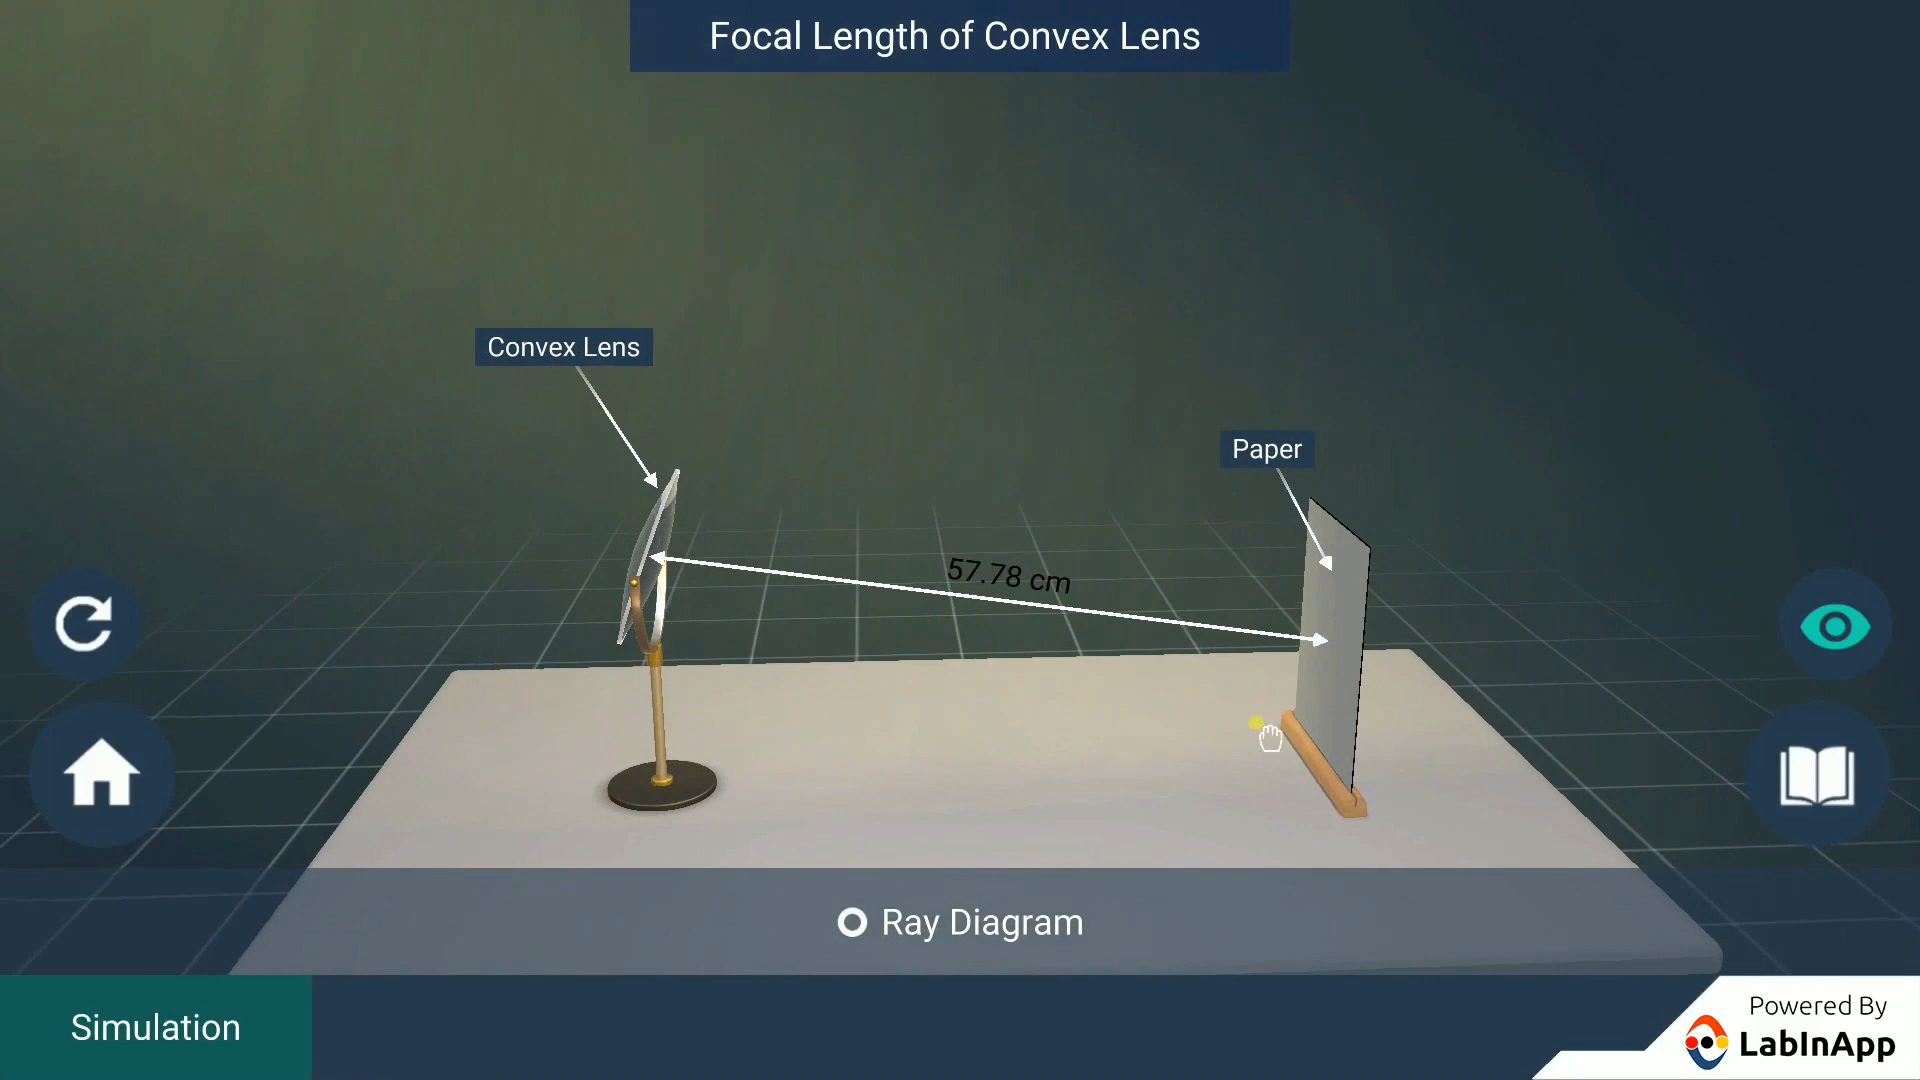 Focal Length of Convex Lens
Convex Lens
Paper
57.78 cm
Ray Diagram
Simulation
Powered By
LabInApp